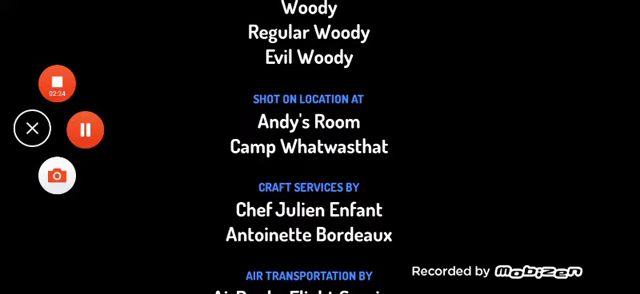 Woody
Regular Woody
Evil Woody
SHOT ON LOCATION AT
Andy's Room
Camp Whatwasthat
CRAFT SERVICES BY
Chef Julien Enfant
Antoinette Bordeaux
AIR TRANSPORTATION BY
02:24
Recorded by Mobizen